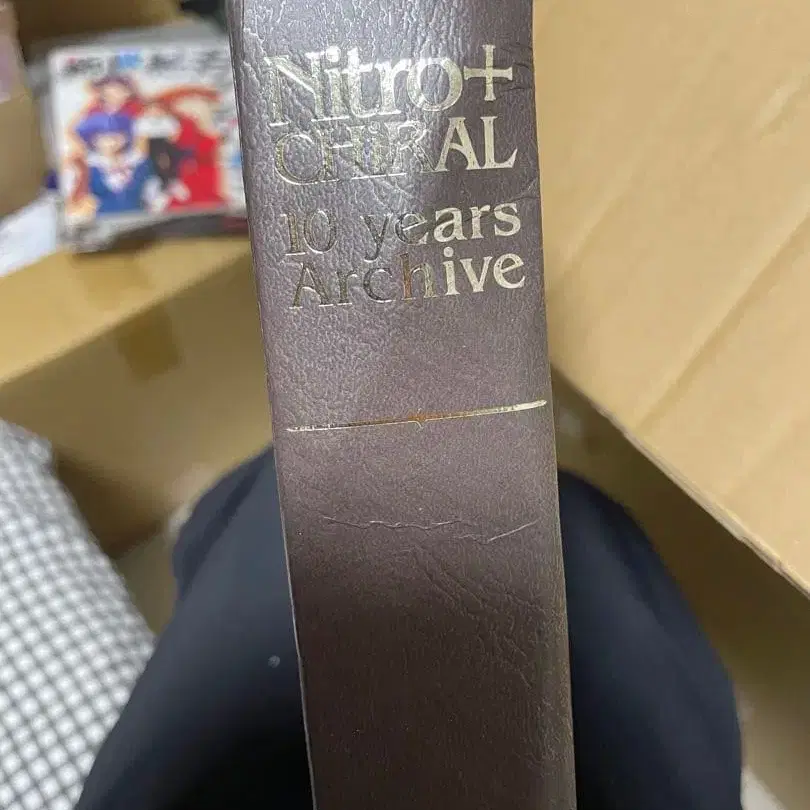 Nitro+
CHiRAL
10 years
Archive